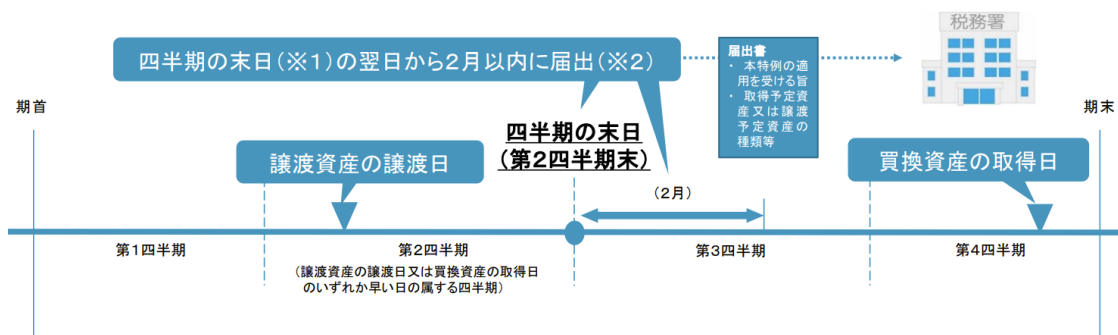 税務署
四半期の末日(※1)の翌日から2月以内に届出(※2)
届出書
・ 本特例の適
用を受ける旨
・ 取得予定資
産又は譲渡
予定資産の
種類等
期首
期末
四半期の末日
(第2四半期末)
譲渡資産の譲渡日
買換資産の取得日
(2月)
第1四半期
第2四半期
第3四半期
第4四半期
(譲渡資産の譲渡日又は買換資産の取得日
のいずれか早い日の属する四半期)